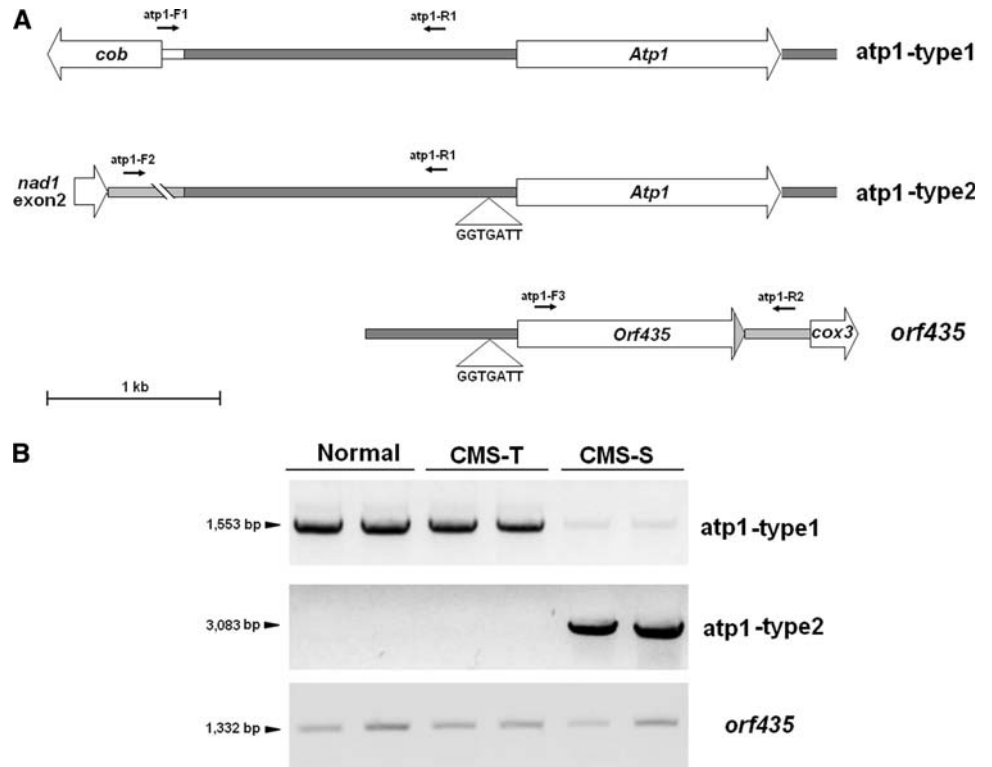 A
atp1-F1
atp1-R1
cob
Atp1
atp1-type1
atp1-F2
atp1-R1
nad1
exon2
Atp1
atp1-type2
GGTGATT
atp1-F3
atp1-R2
Orf435
cox3
orf435
GGTGATT
1 kb
B
Normal CMS-T CMS-S
1,553 bp
atp1-type1
3,083 bp
atp1-type2
1,332 bp
orf435